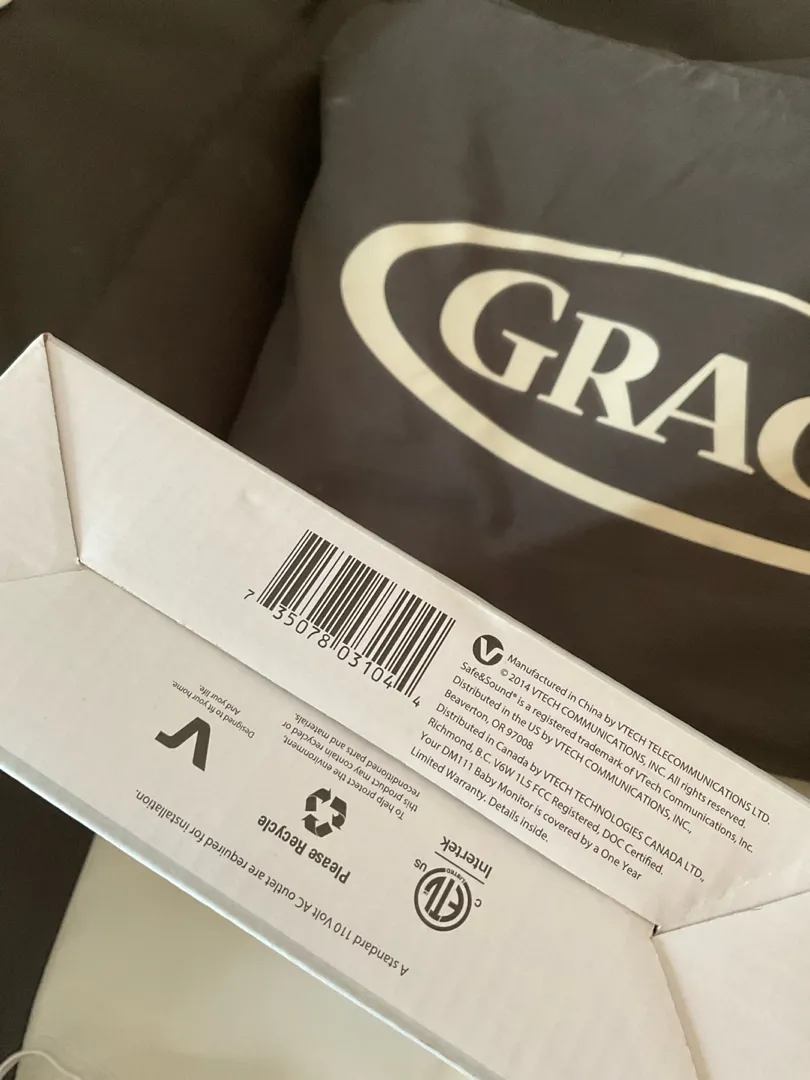 GRAC
7 35078 03104 4
Manufactured in China by VTECH TELECOMMUNICATIONS LTD.
© 2014 VTECH COMMUNICATIONS, INC. All rights reserved.
Safe&Sound® is a registered trademark of VTech Communications, Inc.
Distributed in the US by VTECH COMMUNICATIONS, INC.,
Beaverton, OR 97008
Distributed in Canada by VTECH TECHNOLOGIES CANADA LTD.,
Richmond, B.C. V6W 1L5 FCC Registered, DOC Certified.
Your DM111 Baby Monitor is covered by a One Year
Limited Warranty. Details inside.
A standard 110 Volt AC outlet are required for installation.
C ETL US
LISTED
Intertek
Please Recycle
To help protect the environment,
this product may contain recycled or
reconditioned parts and materials.
Designed to fit your home.
And your life.